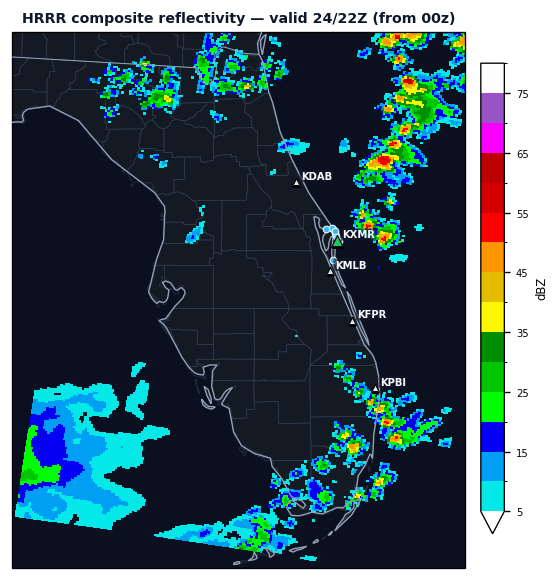 HRRR composite reflectivity — valid 24/22Z (from 00z)
KDAB
KXMR
KMLB
KFPR
KPBI
75
65
55
45
35
25
15
5
dBZ